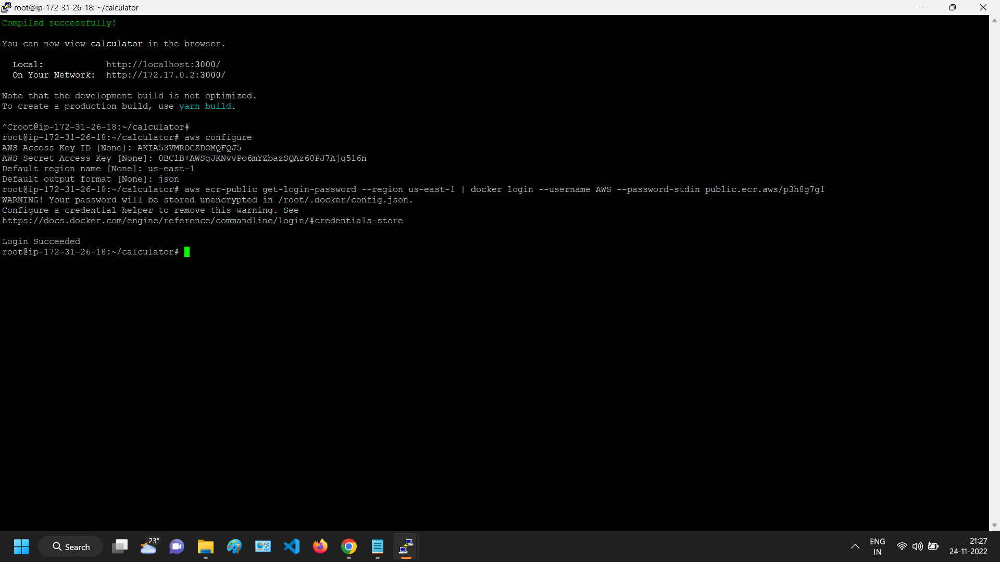 root@ip-172-31-26-18: ~/calculator
Compiled successfully!
You can now view calculator in the browser.
Local: http://localhost:3000/
On Your Network: http://172.17.0.2:3000/
Note that the development build is not optimized.
To create a production build, use yarn build.
^Croot@ip-172-31-26-18:~/calculator#
root@ip-172-31-26-18:~/calculator# aws configure
AWS Access Key ID [None]: AKIA53VMROCZDOMQFQJ5
AWS Secret Access Key [None]: 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
Default region name [None]: us-east-1
Default output format [None]: json
root@ip-172-31-26-18:~/calculator# aws ecr-public get-login-password --region us-east-1 | docker login --username AWS --password-stdin public.ecr.aws/p3h8g7g1
WARNING! Your password will be stored unencrypted in /root/.docker/config.json.
Configure a credential helper to remove this warning. See
https://docs.docker.com/engine/reference/commandline/login/#credentials-store
Login Succeeded
root@ip-172-31-26-18:~/calculator#
Search
23°
ENG
IN
21:27
24-11-2022